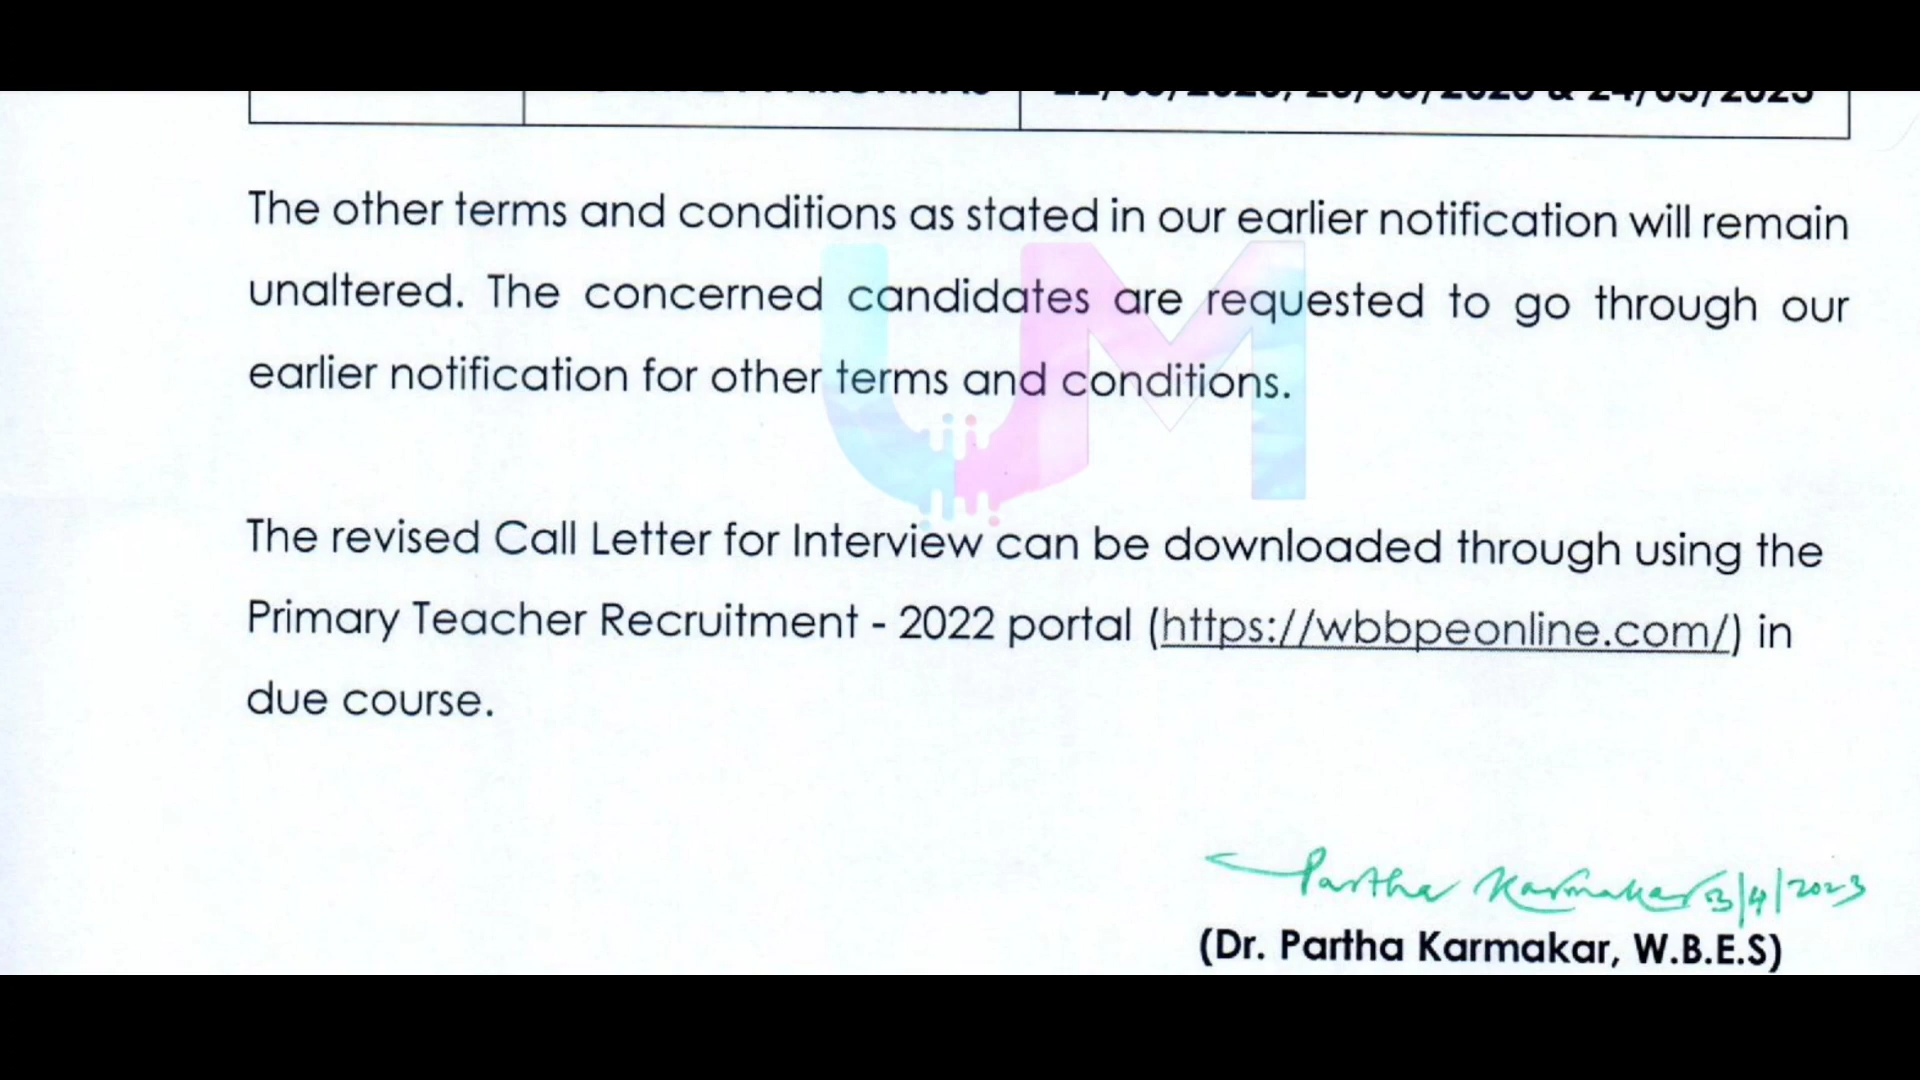 The other terms and conditions as stated in our earlier notification will remain
unaltered. The concerned candidates are requested to go through our
earlier notification for other terms and conditions.
UM
The revised Call Letter for Interview can be downloaded through using the
Primary Teacher Recruitment - 2022 portal (https://wbbpeonline.com/) in
due course.
Partha Karmakar 3/4/2023
(Dr. Partha Karmakar, W.B.E.S)